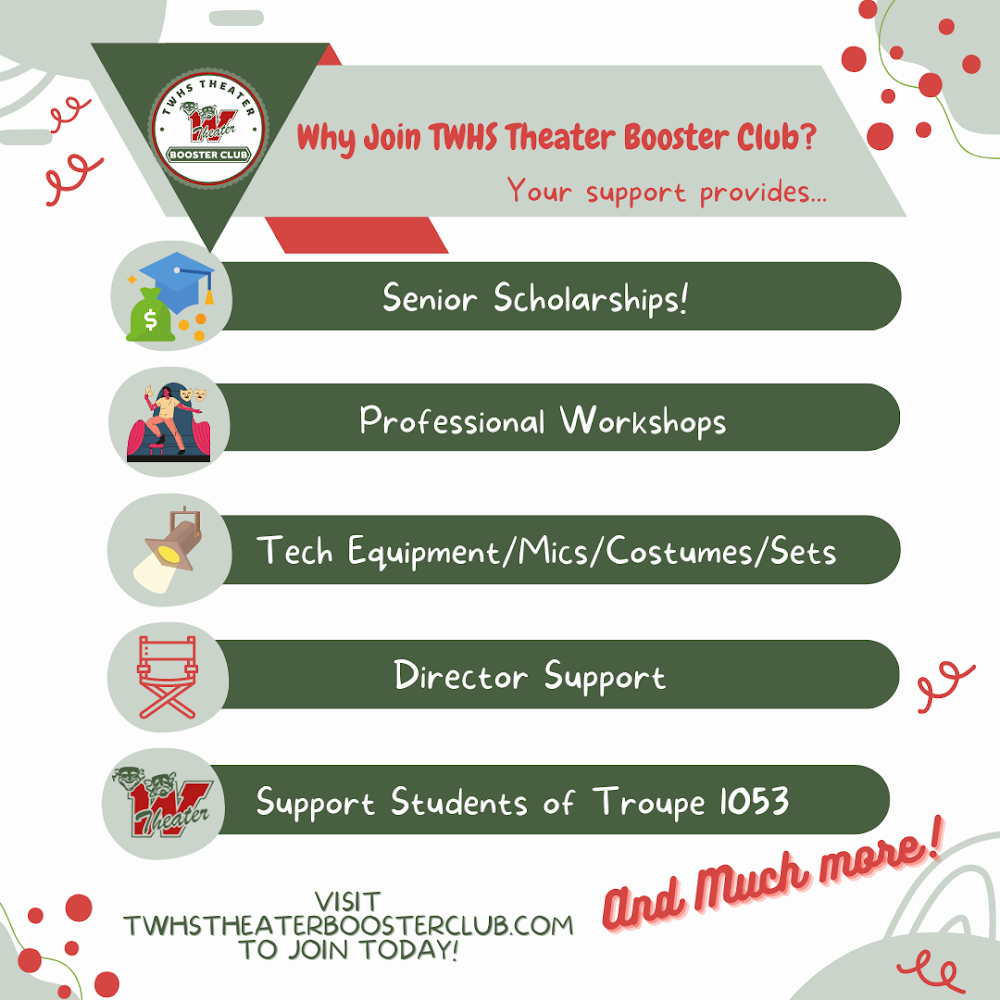 TWHS THEATER
W
Theater
BOOSTER CLUB
Why Join TWHS Theater Booster Club?
Your support provides...
$
Senior Scholarships!
Professional Workshops
Tech Equipment/Mics/Costumes/Sets
Director Support
W
Theater
Support Students of Troupe 1053
And Much more!
VISIT
TWHSTHEATERBOOSTERCLUB.COM
TO JOIN TODAY!